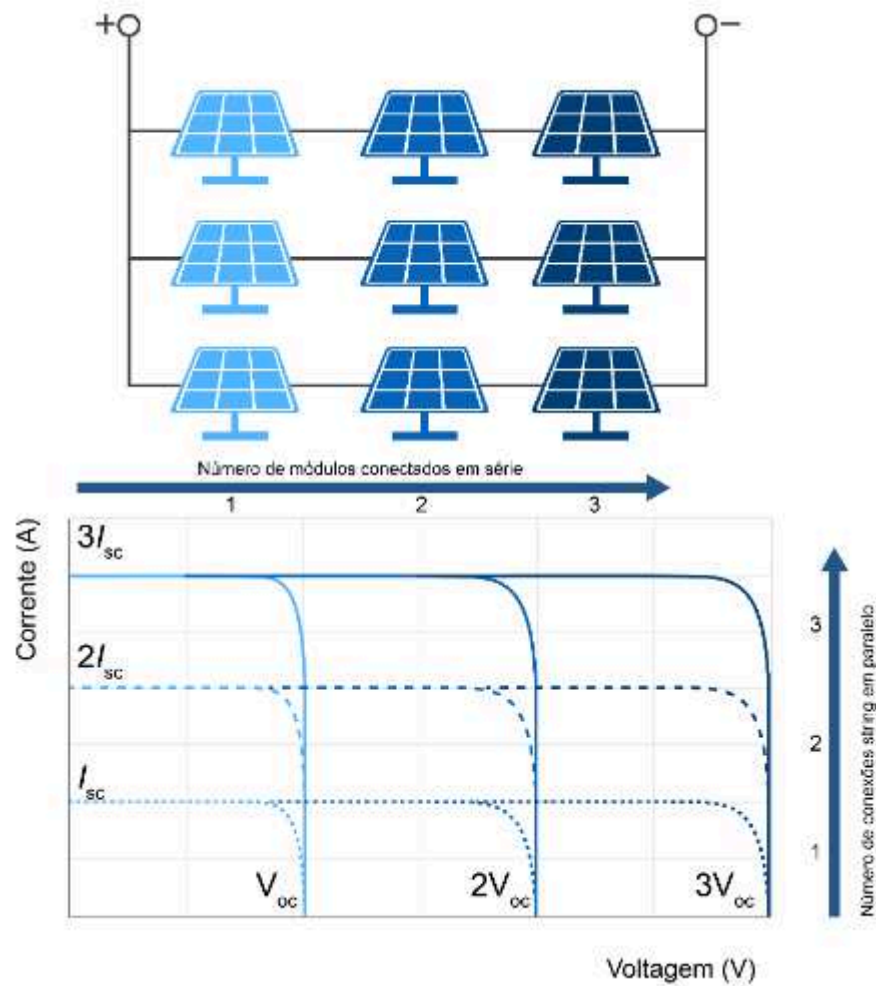 +
−
Número de módulos conectados em série
1
2
3
Corrente (A)
3Isc
2Isc
Isc
Voc
2Voc
3Voc
Voltagem (V)
3
2
1
Número de conexões string em paralelo